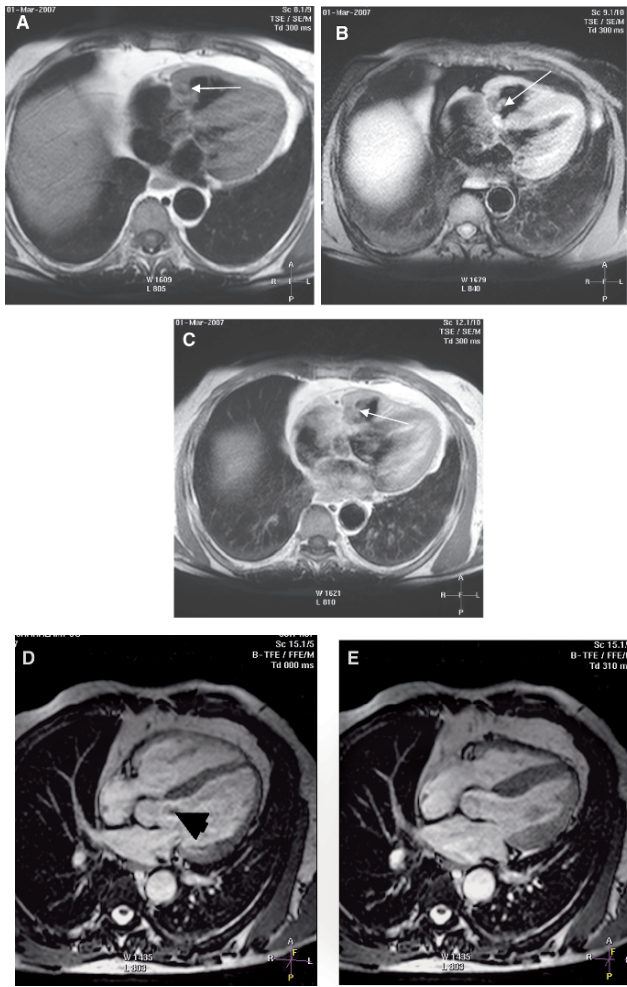 01-Mar-2007
Sc 8.1/9
TSE / SE/M
Td 300 ms
A
W 1609
L 805
A
R F L
P
01-Mar-2007
Sc 9.1/10
TSE / SE/M
Td 300 ms
B
W 1679
L 840
A
R F L
P
01-Mar-2007
Sc 12.1/10
TSE / SE/M
Td 300 ms
C
W 1621
L 810
A
R F L
P
Sc 15.1/5
B-TFE / FFE/M
Td 000 ms
D
W 1435
L 803
A
F
R L
P
Sc 15.1/
B-TFE / FFE/M
Td 310 m
E
W 1435
L 803
A
F
R
P